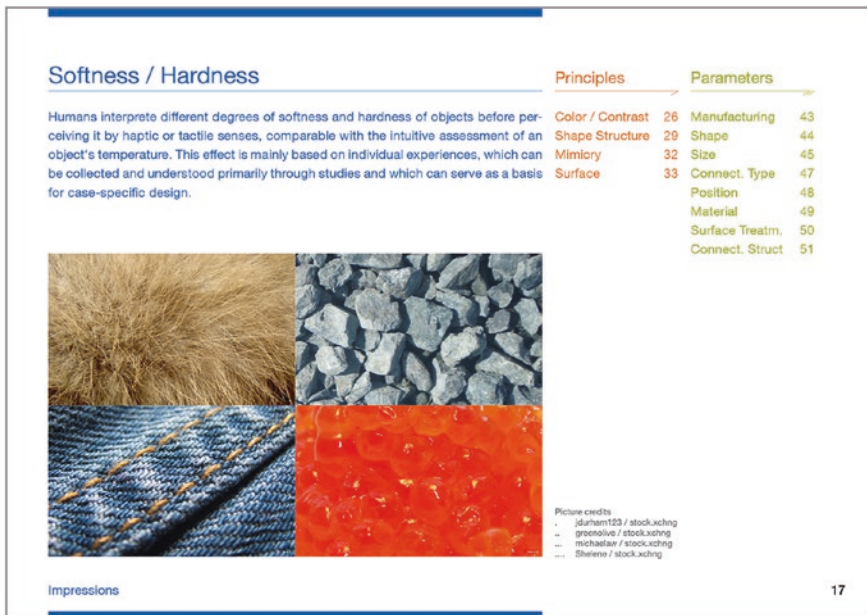 Softness / Hardness
Humans interprete different degrees of softness and hardness of objects before per-
ceiving it by haptic or tactile senses, comparable with the intuitive assessment of an
object's temperature. This effect is mainly based on individual experiences, which can
be collected and understood primarily through studies and which can serve as a basis
for case-specific design.
Principles
Color / Contrast 26
Shape Structure 29
Mimicry 32
Surface 33
Parameters
Manufacturing 43
Shape 44
Size 45
Connect. Type 47
Position 48
Material 49
Surface Treatm. 50
Connect. Struct 51
Picture credits
. jdurham123 / stock.xchng
.. greenolive / stock.xchng
... michaelaw / stock.xchng
.... Shelene / stock.xchng
Impressions
17